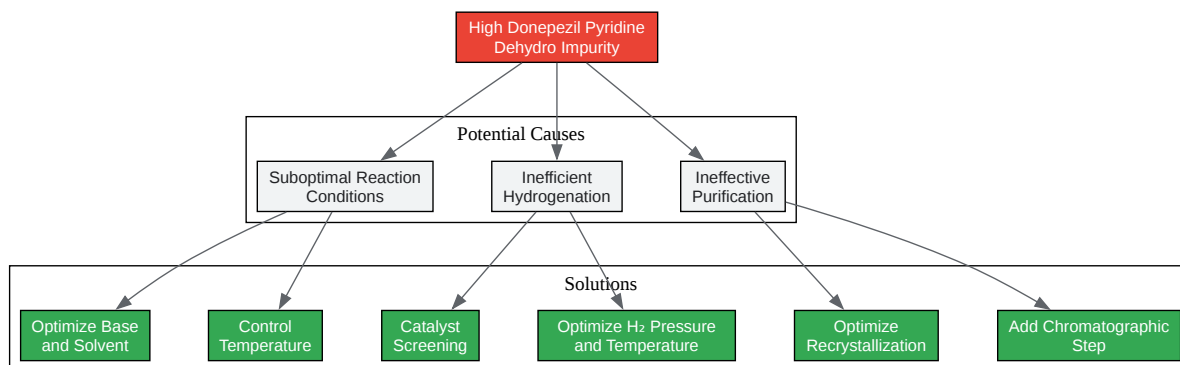 High Donepezil Pyridine
Dehydro Impurity
Potential Causes
Suboptimal Reaction
Conditions
Inefficient
Hydrogenation
Ineffective
Purification
Solutions
Optimize Base
and Solvent
Control
Temperature
Catalyst
Screening
Optimize H₂ Pressure
and Temperature
Optimize
Recrystallization
Add Chromatographic
Step